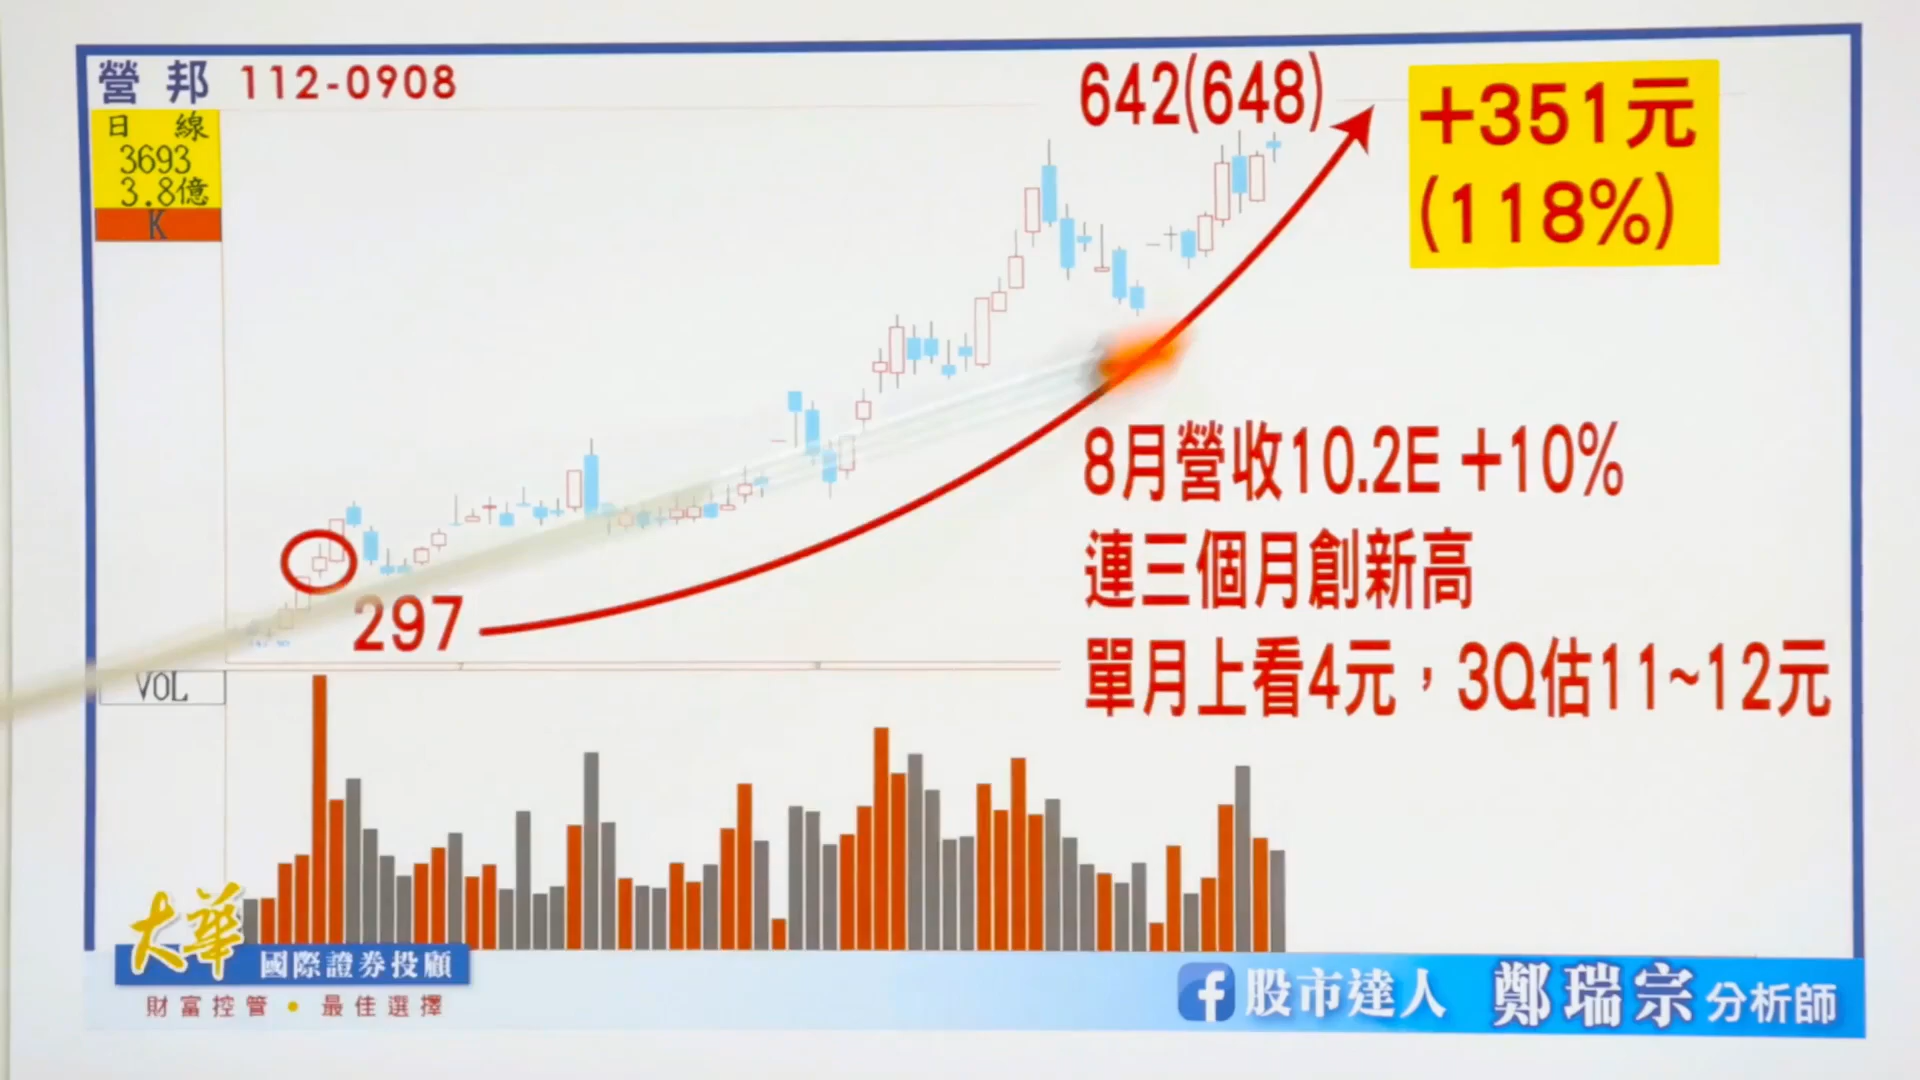 營邦 112-0908
日線
3693
3.8億
K
642(648)
+351元
(118%)
297
8月營收10.2E +10%
連三個月創新高
單月上看4元，3Q估11~12元
VOL
大華
國際證券投顧
財富控管•最佳選擇
f股市達人 鄭瑞宗 分析師